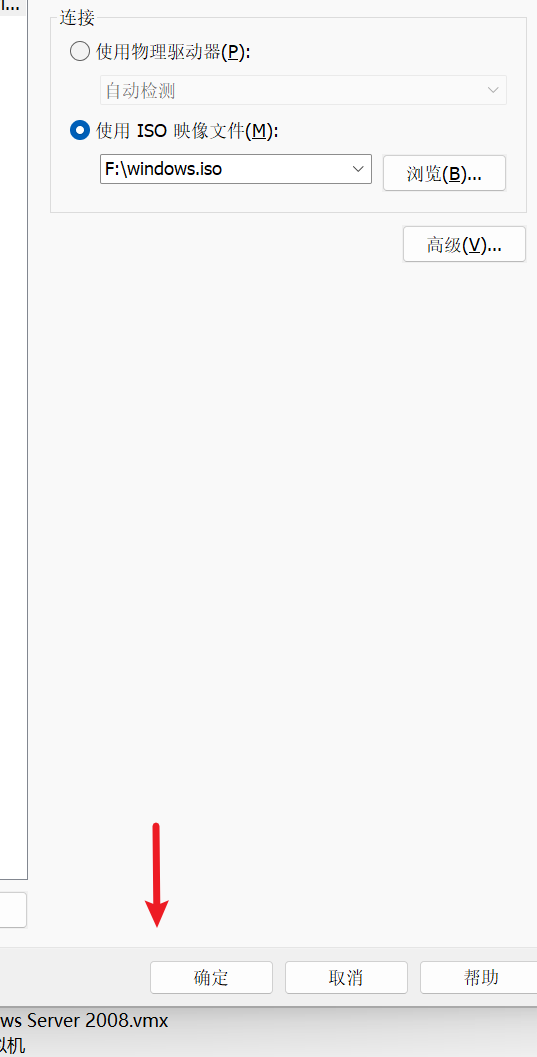 连接
使用物理驱动器(P):
自动检测
使用 ISO 映像文件(M):
F:\windows.iso
浏览(B)...
高级(V)...
确定
取消
帮助
ws Server 2008.vmx
拟机